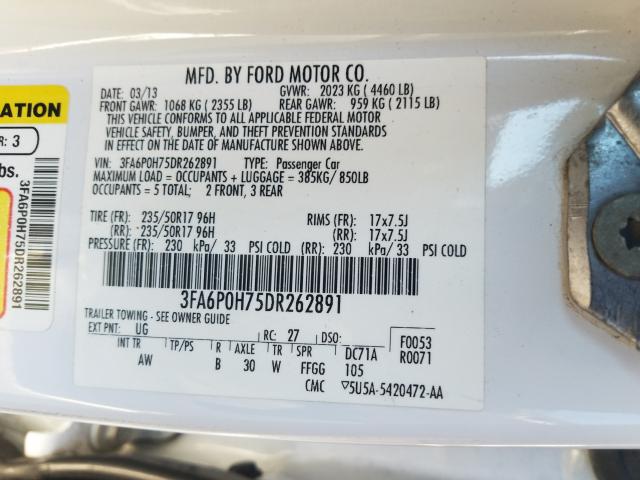 MFD. BY FORD MOTOR CO.
DATE: 03/13 GVWR: 2023 KG ( 4460 LB)
FRONT GAWR: 1068 KG ( 2355 LB) REAR GAWR: 959 KG ( 2115 LB)
THIS VEHICLE CONFORMS TO ALL APPLICABLE FEDERAL MOTOR
VEHICLE SAFETY, BUMPER, AND THEFT PREVENTION STANDARDS
IN EFFECT ON THE DATE OF MANUFACTURE SHOWN ABOVE.
VIN: 3FA6P0H75DR262891 TYPE: Passenger Car
MAXIMUM LOAD = OCCUPANTS + LUGGAGE = 385KG/ 850LB
OCCUPANTS = 5 TOTAL; 2 FRONT, 3 REAR
TIRE (FR): 235/50R17 96H RIMS (FR): 17x7.5J
(RR): 235/50R17 96H (RR): 17x7.5J
PRESSURE (FR): 230 kPa/ 33 PSI COLD (RR): 230 kPa/ 33 PSI COLD
3FA6P0H75DR262891
TRAILER TOWING - SEE OWNER GUIDE
EXT PNT: UG RC: 27 DSO: F0053
INT TR TP/PS R AXLE TR SPR DC71A R0071
AW B 30 W FFGG 105
CMC ▽5U5A-5420472-AA
ATION
R: 3
bs.
3FA6P0H75DR262891